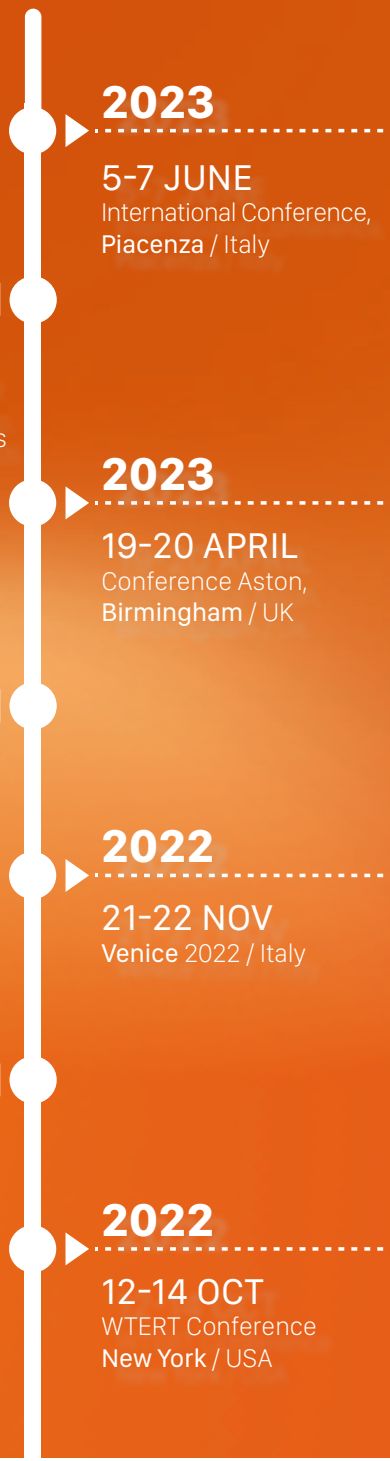 2023
5-7 JUNE
International Conference,
Piacenza / Italy
2023
19-20 APRIL
Conference Aston,
Birmingham / UK
2022
21-22 NOV
Venice 2022 / Italy
2022
12-14 OCT
WTERT Conference
New York / USA